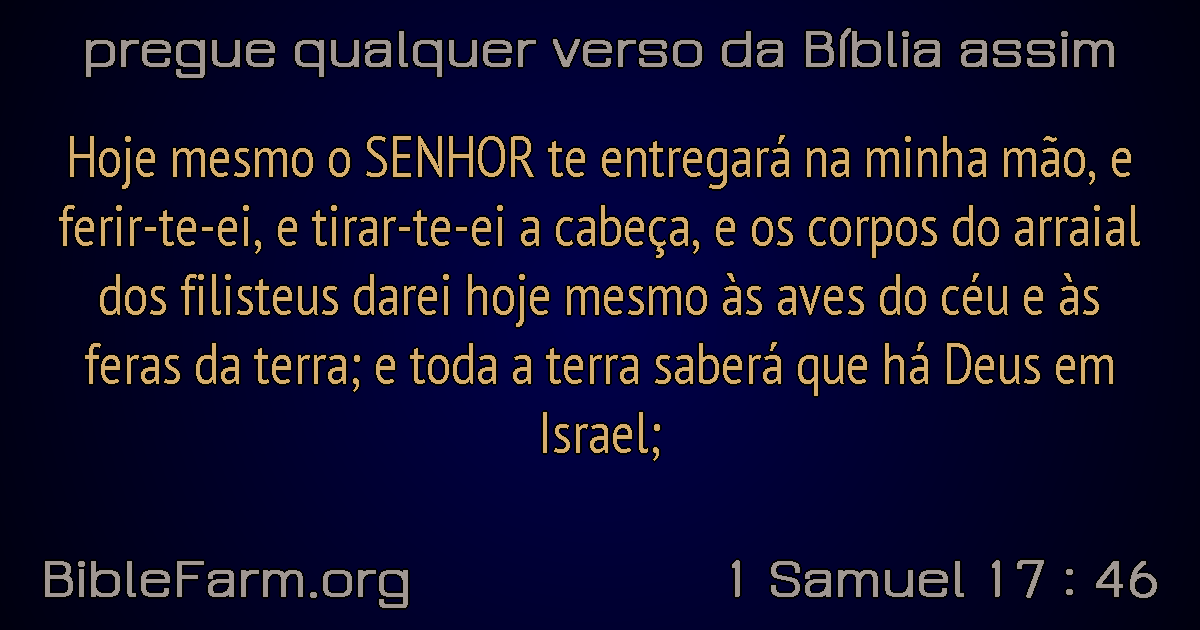 pregue qualquer verso da Bíblia assim
Hoje mesmo o SENHOR te entregará na minha mão, e
ferir-te-ei, e tirar-te-ei a cabeça, e os corpos do arraial
dos filisteus darei hoje mesmo às aves do céu e às
feras da terra; e toda a terra saberá que há Deus em
Israel;
BibleFarm.org
1 Samuel 17 : 46